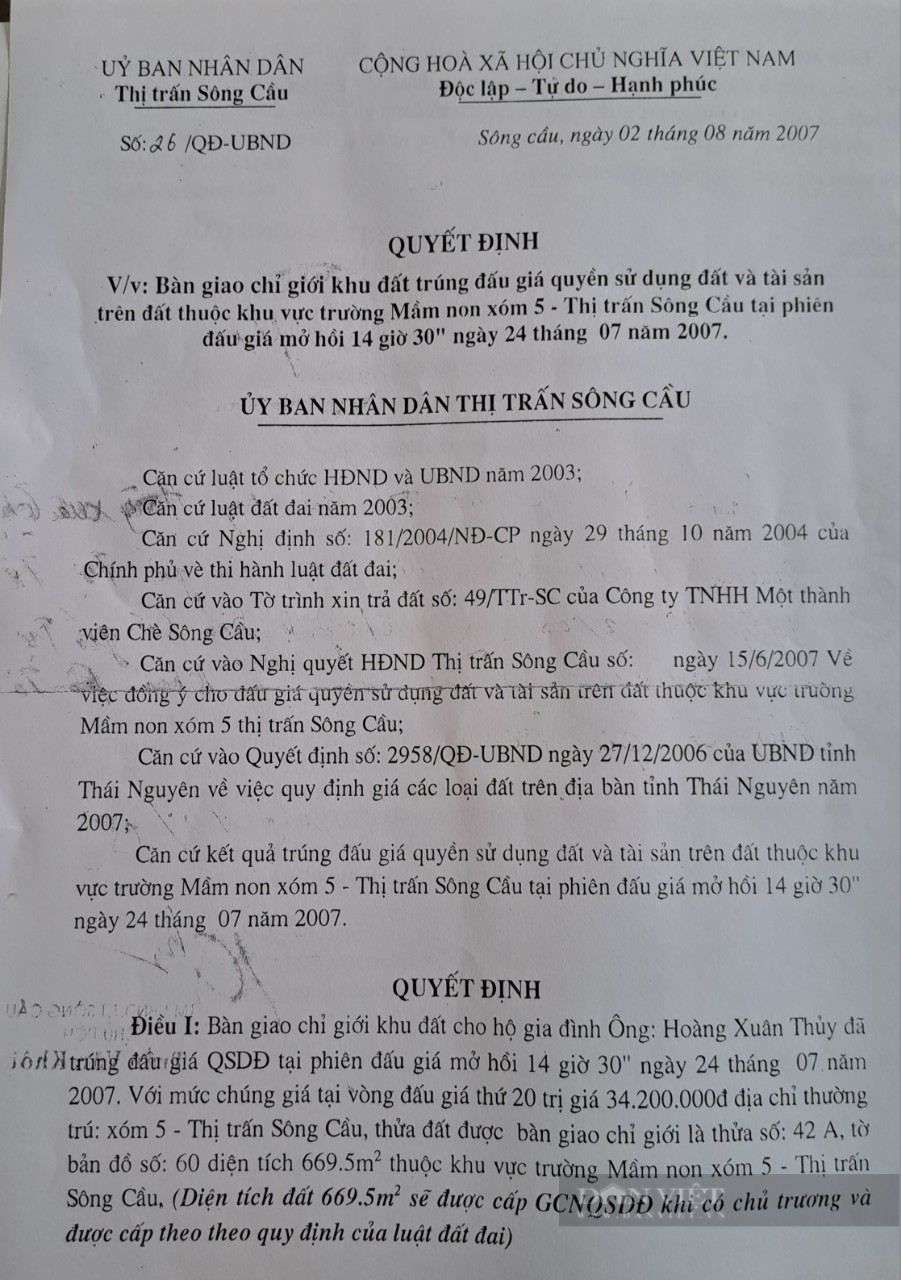 UỶ BAN NHÂN DÂN
Thị trấn Sông Cầu
CỘNG HOÀ XÃ HỘI CHỦ NGHĨA VIỆT NAM
Độc lập – Tự do – Hạnh phúc
Số: 26 /QĐ-UBND
Sông cầu, ngày 02 tháng 08 năm 2007
QUYẾT ĐỊNH
V/v: Bàn giao chỉ giới khu đất trúng đấu giá quyền sử dụng đất và tài sản
trên đất thuộc khu vực trường Mầm non xóm 5 - Thị trấn Sông Cầu tại phiên
đấu giá mở hồi 14 giờ 30" ngày 24 tháng 07 năm 2007.
ỦY BAN NHÂN DÂN THỊ TRẤN SÔNG CẦU
Căn cứ luật tổ chức HĐND và UBND năm 2003;
Căn cứ luật đất đai năm 2003;
Căn cứ Nghị định số: 181/2004/NĐ-CP ngày 29 tháng 10 năm 2004 của
Chính phủ vè thi hành luật đất đai;
Căn cứ vào Tờ trình xin trả đất số: 49/TTr-SC của Công ty TNHH Một thành
viên Chè Sông Cầu;
Căn cứ vào Nghị quyết HĐND Thị trấn Sông Cầu số: ngày 15/6/2007 Về
việc đồng ý cho đấu giá quyền sử dụng đất và tài sản trên đất thuộc khu vực trường
Mầm non xóm 5 thị trấn Sông Cầu;
Căn cứ vào Quyết định số: 2958/QĐ-UBND ngày 27/12/2006 của UBND tỉnh
Thái Nguyên về việc quy định giá các loại đất trên địa bàn tỉnh Thái Nguyên năm
2007;
Căn cứ kết quả trúng đấu giá quyền sử dụng đất và tài sản trên đất thuộc khu
vực trường Mầm non xóm 5 - Thị trấn Sông Cầu tại phiên đấu giá mở hồi 14 giờ 30"
ngày 24 tháng 07 năm 2007.
QUYẾT ĐỊNH
Điều I: Bàn giao chỉ giới khu đất cho hộ gia đình Ông: Hoàng Xuân Thủy đã
trúng đấu giá QSDĐ tại phiên đấu giá mở hồi 14 giờ 30" ngày 24 tháng 07 năm
2007. Với mức chúng giá tại vòng đấu giá thứ 20 trị giá 34.200.000đ địa chỉ thường
trú: xóm 5 - Thị trấn Sông Cầu, thửa đất được bàn giao chỉ giới là thửa số: 42 A, tờ
bản đồ số: 60 diện tích 669.5m² thuộc khu vực trường Mầm non xóm 5 - Thị trấn
Sông Cầu, (Diện tích đất 669.5m² sẽ được cấp GCNQSDĐ khi có chủ trương và
được cấp theo theo quy định của luật đất đai)